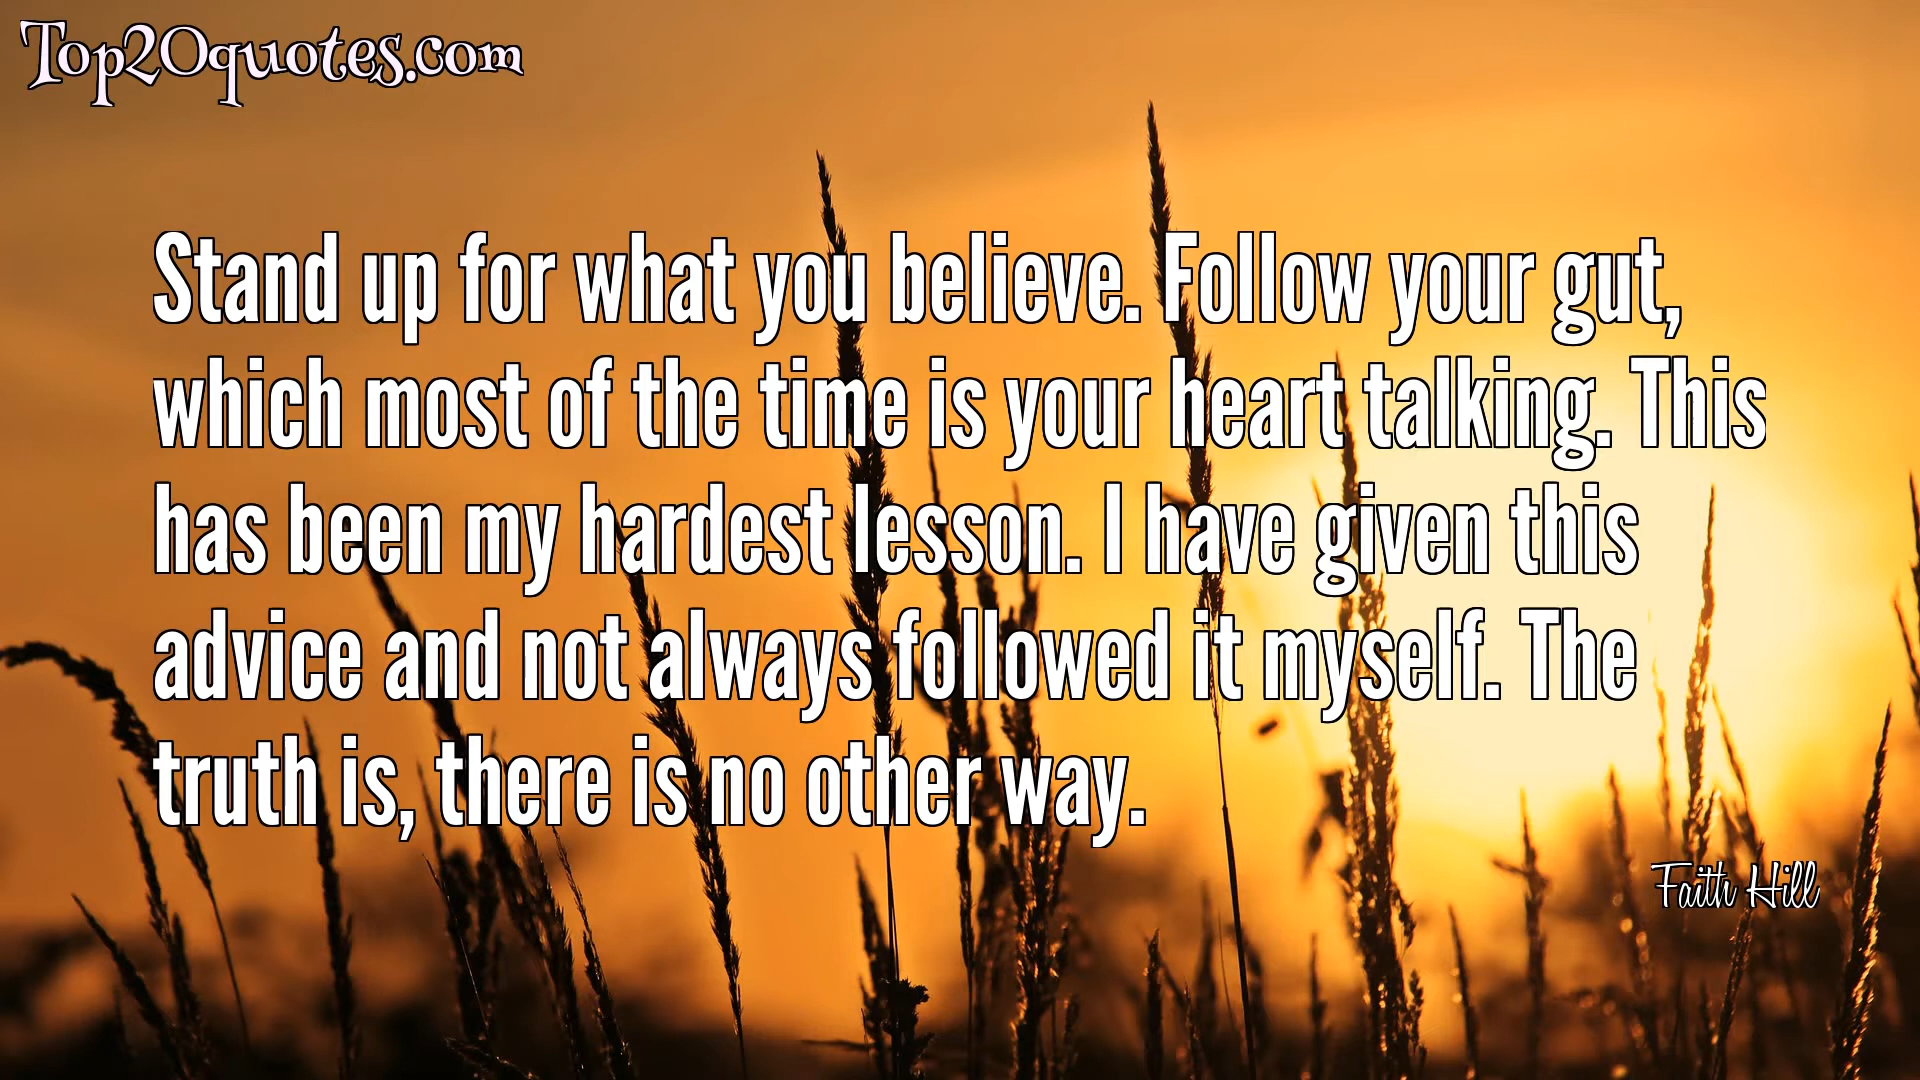 Top20quotes.com
Stand up for what you believe. Follow your gut,
which most of the time is your heart talking. This
has been my hardest lesson. I have given this
advice and not always followed it myself. The
truth is, there is no other way.
Faith Hill